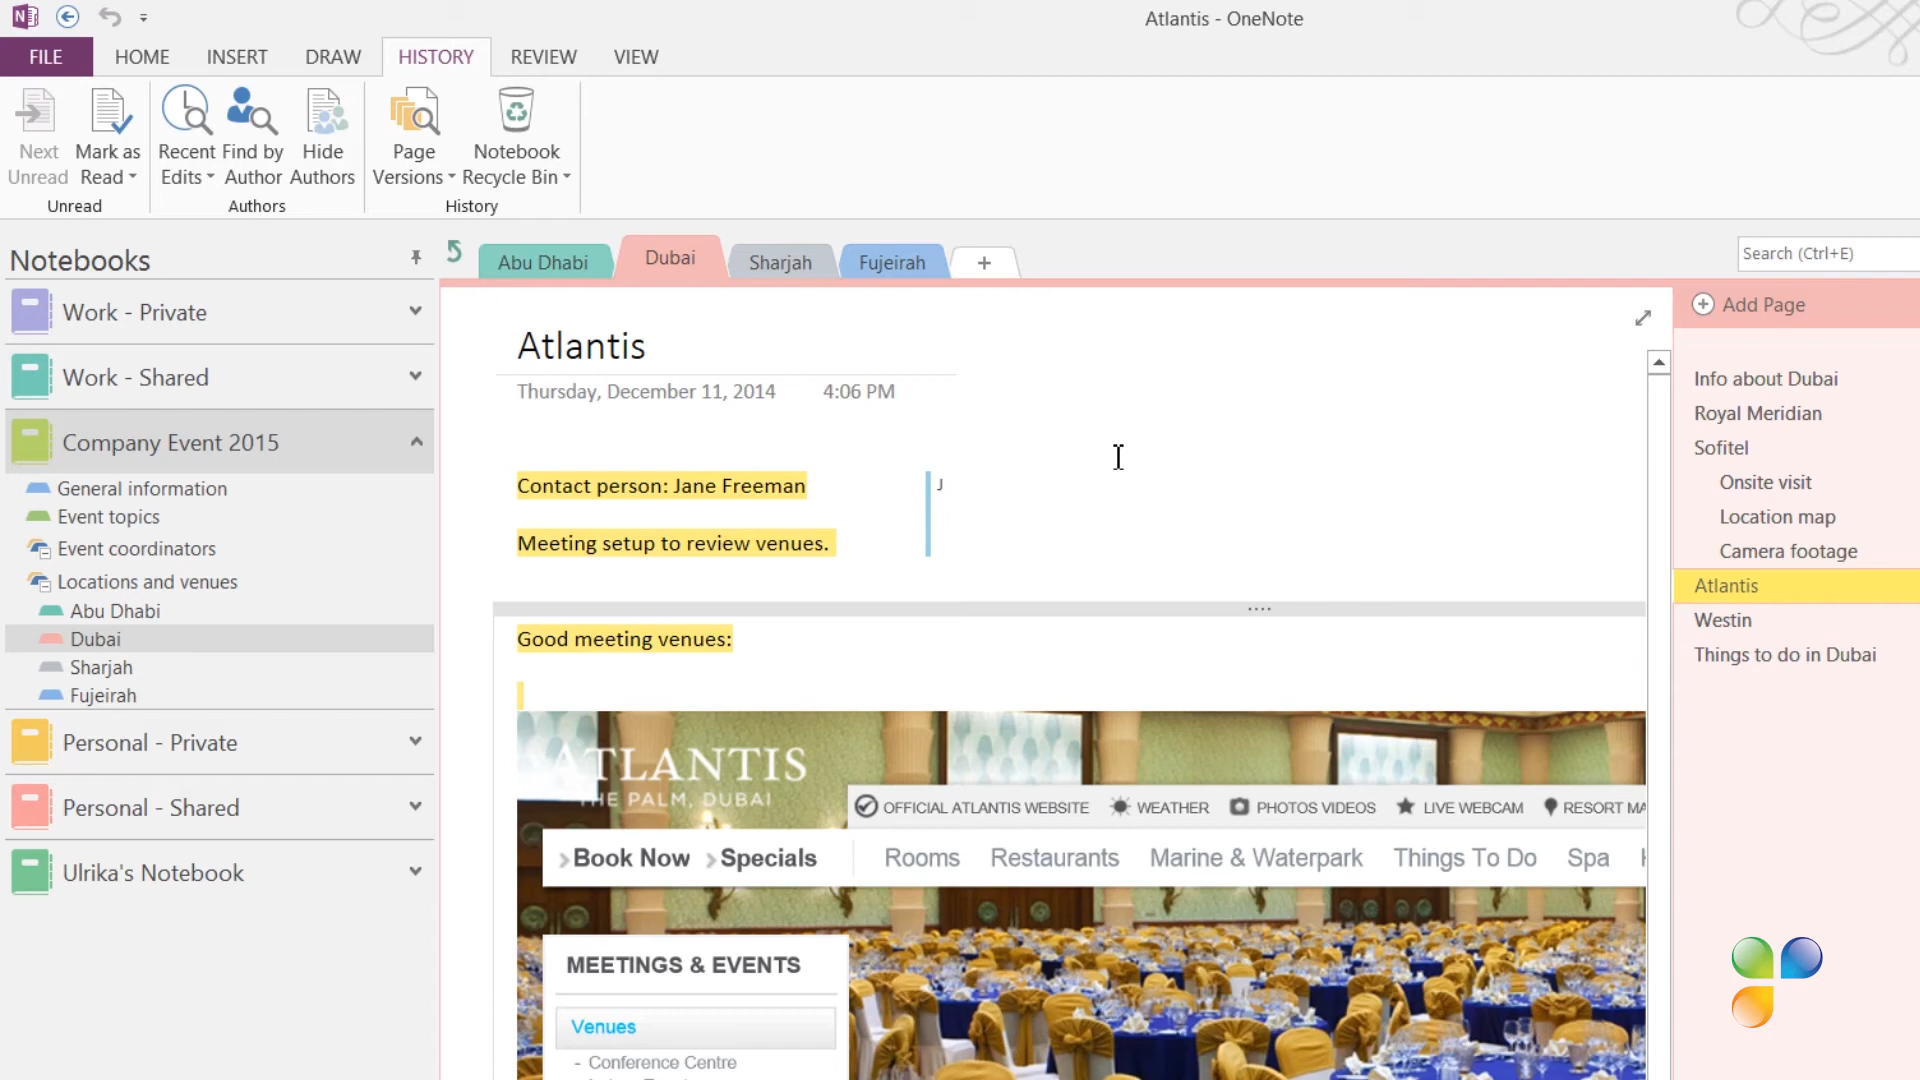 Atlantis - OneNote
FILE HOME INSERT DRAW HISTORY REVIEW VIEW
Next Unread
Mark as Read
Recent Edits
Find by Author
Hide Authors
Page Versions
Notebook Recycle Bin
Unread
Authors
History
Notebooks
Work - Private
Work - Shared
Company Event 2015
General information
Event topics
Event coordinators
Locations and venues
Abu Dhabi
Dubai
Sharjah
Fujeirah
Personal - Private
Personal - Shared
Ulrika's Notebook
Abu Dhabi Dubai Sharjah Fujeirah +
Search (Ctrl+E)
Atlantis
Thursday, December 11, 2014 4:06 PM
Contact person: Jane Freeman
J
Meeting setup to review venues.
Good meeting venues:
ATLANTIS
THE PALM, DUBAI
OFFICIAL ATLANTIS WEBSITE WEATHER PHOTOS VIDEOS LIVE WEBCAM RESORT MA
Book Now Specials Rooms Restaurants Marine & Waterpark Things To Do Spa
MEETINGS & EVENTS
Venues
- Conference Centre
Add Page
Info about Dubai
Royal Meridian
Sofitel
Onsite visit
Location map
Camera footage
Atlantis
Westin
Things to do in Dubai